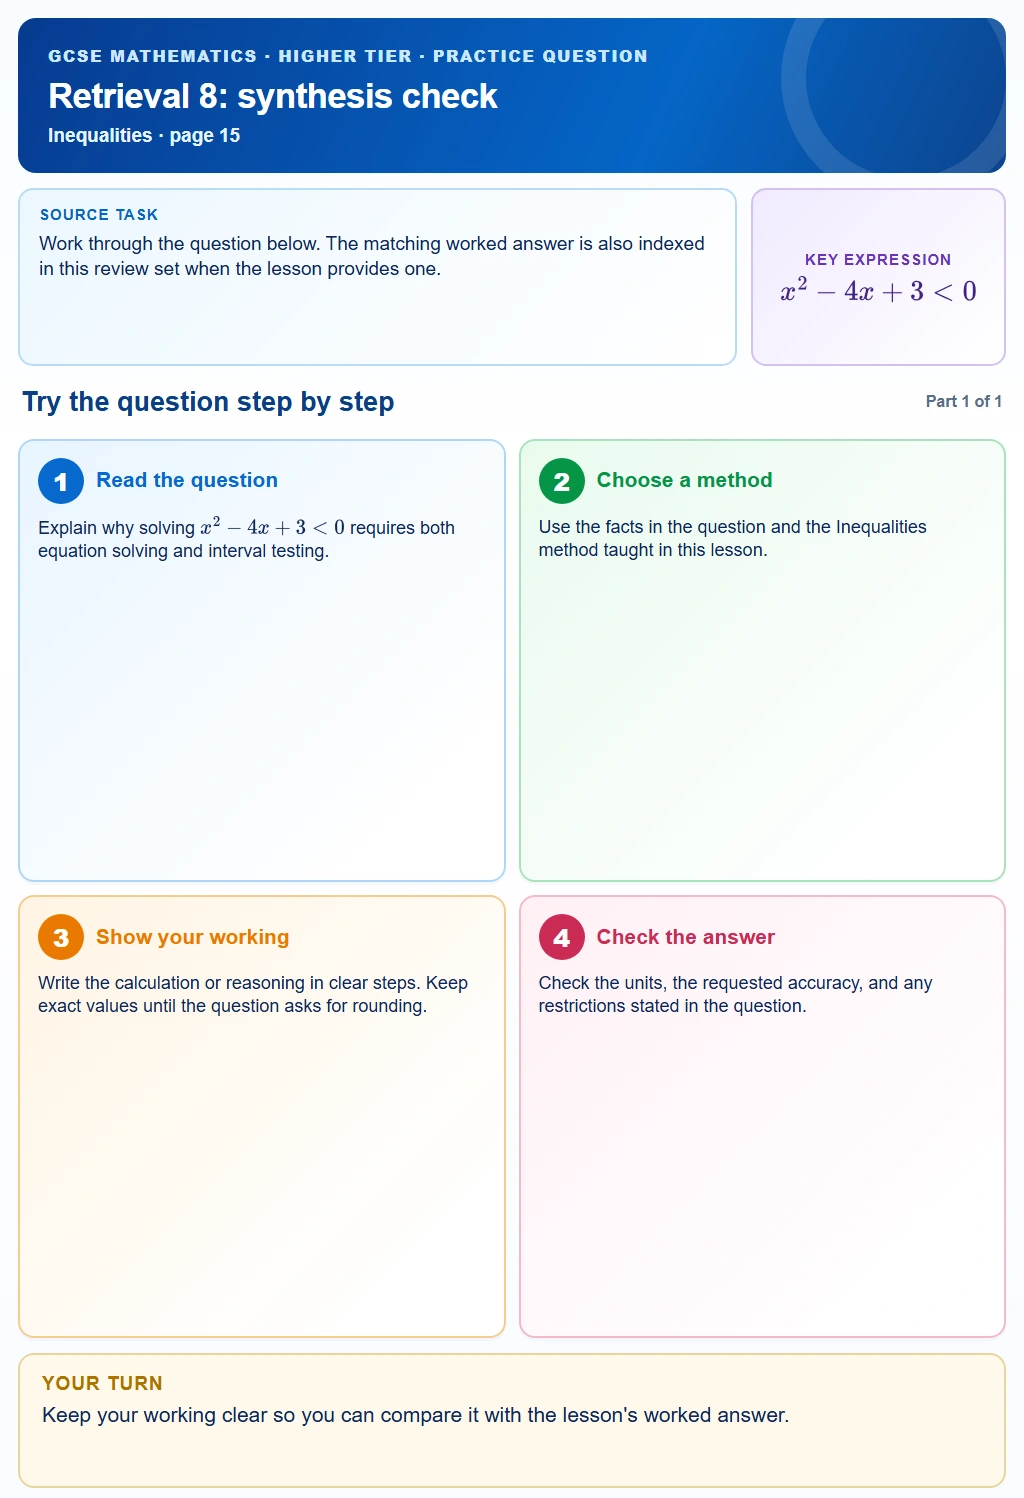 GCSE MATHEMATICS · HIGHER TIER · PRACTICE QUESTION
Retrieval 8: synthesis check
Inequalities · page 15
SOURCE TASK
Work through the question below. The matching worked answer is also indexed
in this review set when the lesson provides one.
KEY EXPRESSION
x² − 4x + 3 < 0
Try the question step by step
Part 1 of 1
1 Read the question
Explain why solving x² − 4x + 3 < 0 requires both
equation solving and interval testing.
2 Choose a method
Use the facts in the question and the Inequalities
method taught in this lesson.
3 Show your working
Write the calculation or reasoning in clear steps. Keep
exact values until the question asks for rounding.
4 Check the answer
Check the units, the requested accuracy, and any
restrictions stated in the question.
YOUR TURN
Keep your working clear so you can compare it with the lesson's worked answer.